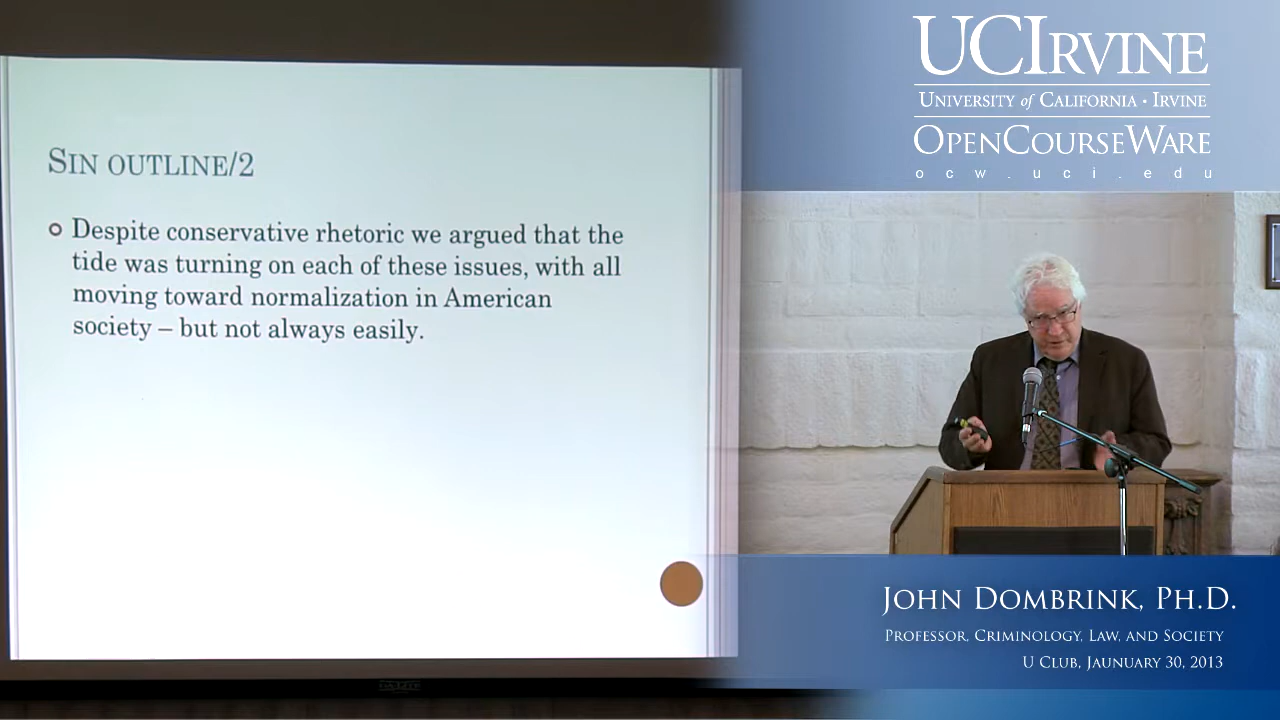 SIN OUTLINE/2
Despite conservative rhetoric we argued that the
tide was turning on each of these issues, with all
moving toward normalization in American
society – but not always easily.
UCIRVINE
UNIVERSITY of CALIFORNIA • IRVINE
OPENCOURSEWARE
ocw.uci.edu
JOHN DOMBRINK, PH.D.
PROFESSOR, CRIMINOLOGY, LAW, AND SOCIETY
U CLUB, JAUNUARY 30, 2013